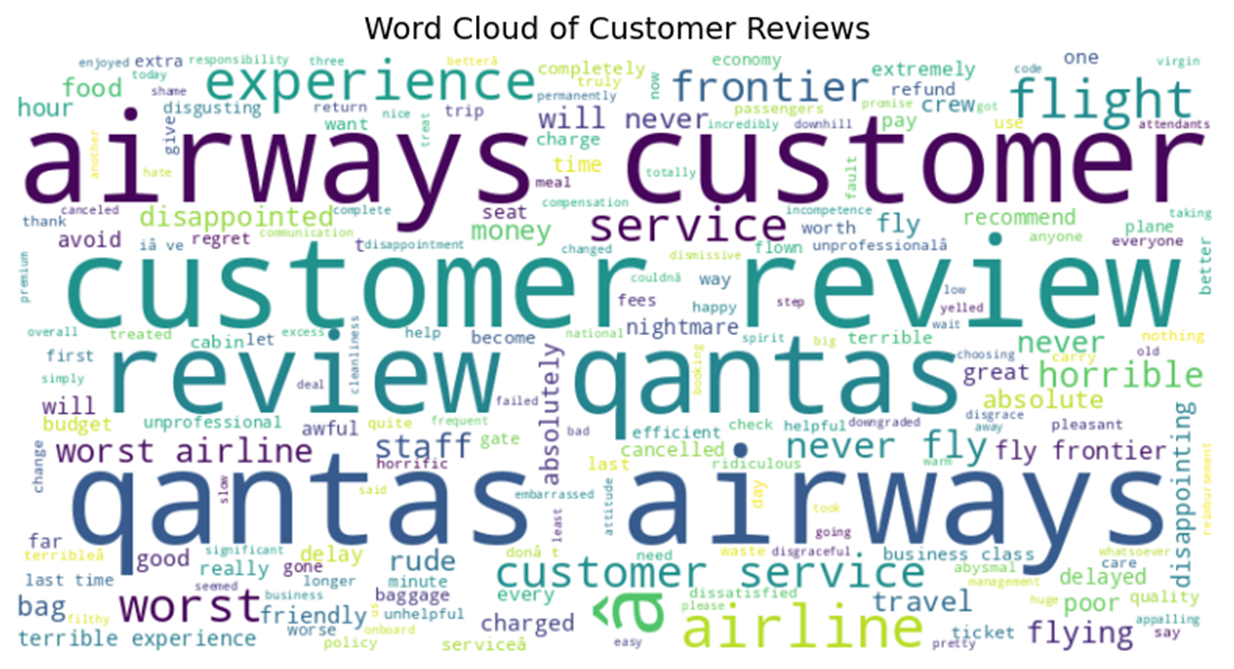 Word Cloud of Customer Reviews
enjoyed extra responsibility three betterâ completely economy one virgin
food today shame experience truly now frontier extremely refund code flight
hour disgusting return nice trip permanently passengers promise crew got
another give want treat will never incredibly downhill pay use attendants
airways customer
hate charge time meal totally fault
thank canceled disappointed complete seat compensation service incompetence worth fly recommend plane taking
avoid iâ ve regret communication t disappointment money changed dismissive flown unprofessionalâ anyone everyone
premium customer review better
couldnâ way fees happy step low yelled wait
overall treated cabin let excess help become national nightmare spirit big terrible never nothing
first review cleanliness qantas choosing old carry
simply deal failed absolutely booking great horrible
will absolute
budget unprofessional awful quite frequent bad efficient check helpful downgraded disgrace away pleasant
change worst airline staff gate cancelled never fly fly frontier disappointing
horrific last ridiculous warm reimbursement
slow said embarrassed attitude day
qantas airways
least took going
far terribleâ good significant delay rude donâ t need waste disgraceful business class whatsoever
last time really gone longer minute customer service abysmal care delayed
seemed management
bag filthy worst business friendly us baggage every â dissatisfied please travel huge poor quality
worse unhelpful charged airline appalling
terrible experience policy onboard serviceâ easy pretty ticket flying say